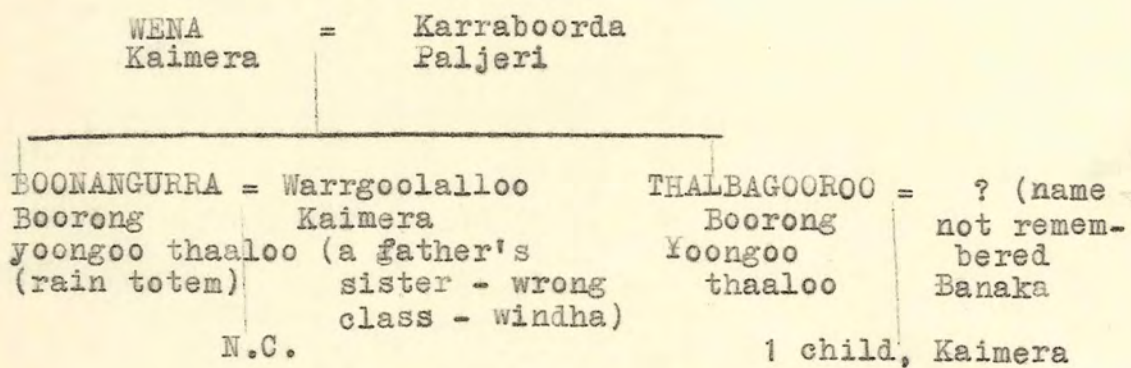 WENA = Karraboorda
Kaimera Paljeri
BOONANGURRA = Warrgoolalloo THALBAGOOROO = ? (name
Boorong Kaimera Boorong not remem-
yoongoo thaaloo (a father's Yoongoo bered
(rain totem) sister - wrong thaaloo Banaka
class - windha)
N.C. 1 child, Kaimera